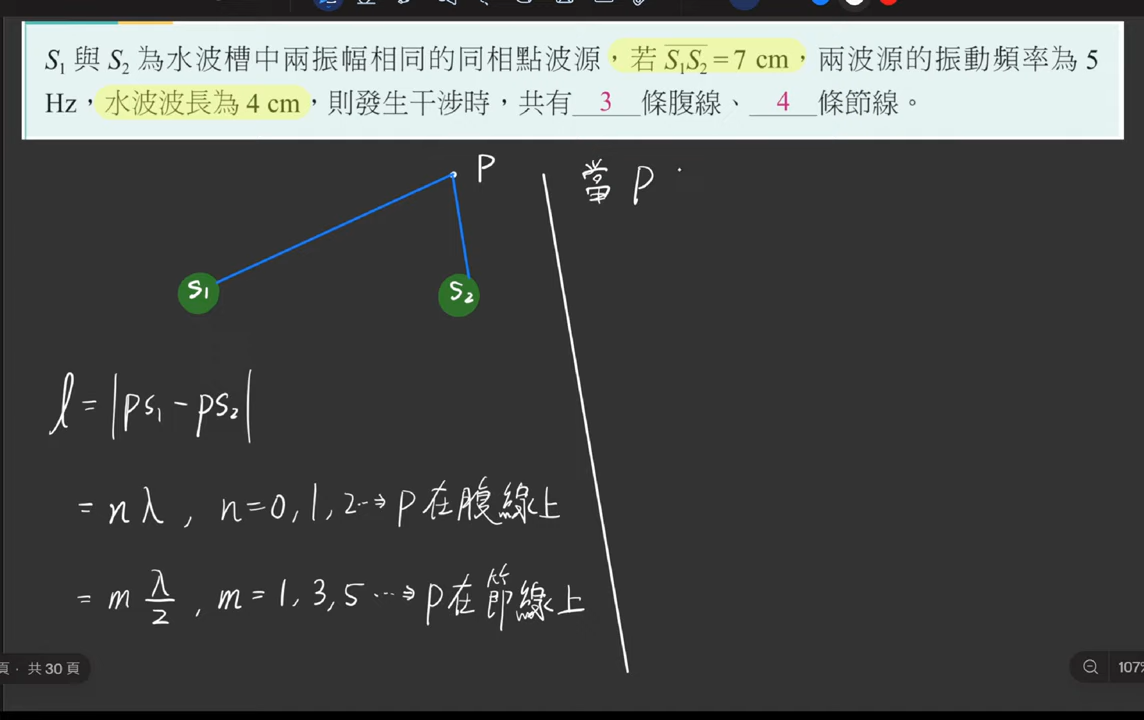 S₁ 與 S₂ 為水波槽中兩振幅相同的同相點波源，若 S₁S₂ = 7 cm，兩波源的振動頻率為 5
Hz，水波波長為 4 cm，則發生干涉時，共有 3 條腹線、 4 條節線。
P
S₁
S₂
l = |PS₁ - PS₂|
= nλ , n = 0, 1, 2 ⋯→ P在腹線上
= m λ/2 , m = 1, 3, 5 ⋯→ P在節線上
當 P
頁 · 共 30 頁
107%